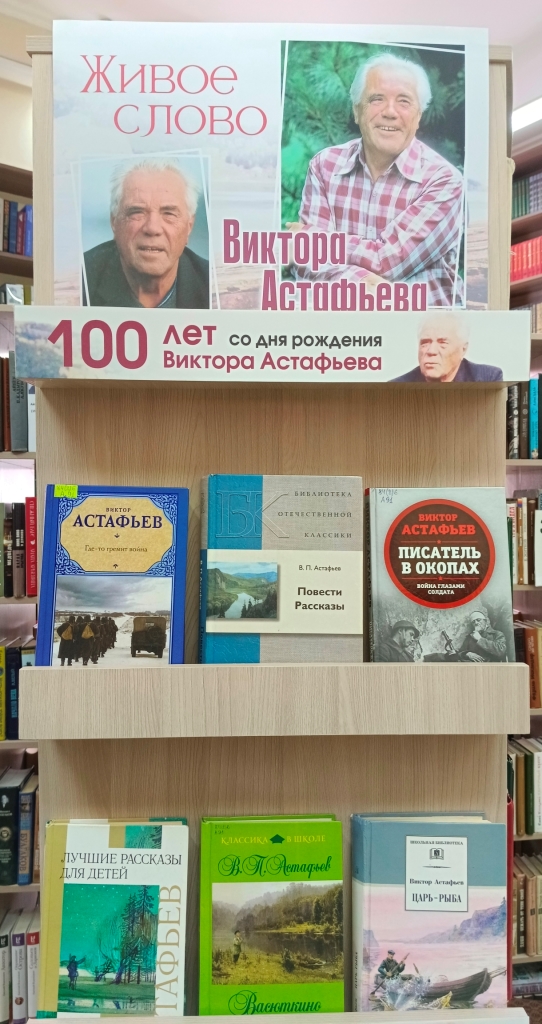 Живое
слово
Виктора
Астафьева
100 лет со дня рождения
Виктора Астафьева
ВИКТОР
АСТАФЬЕВ
Где-то гремит война
БК
БИБЛИОТЕКА
ОТЕЧЕСТВЕННОЙ
КЛАССИКИ
В. П. Астафьев
Повести
Рассказы
ВИКТОР
АСТАФЬЕВ
ПИСАТЕЛЬ
В ОКОПАХ
ВОЙНА ГЛАЗАМИ
СОЛДАТА
ЛУЧШИЕ РАССКАЗЫ
ДЛЯ ДЕТЕЙ
ТАФЬЕВ
КЛАССИКА В ШКОЛЕ
В. П. Астафьев
Васюткино
ШКОЛЬНАЯ БИБЛИОТЕКА
Виктор Астафьев
ЦАРЬ-РЫБА